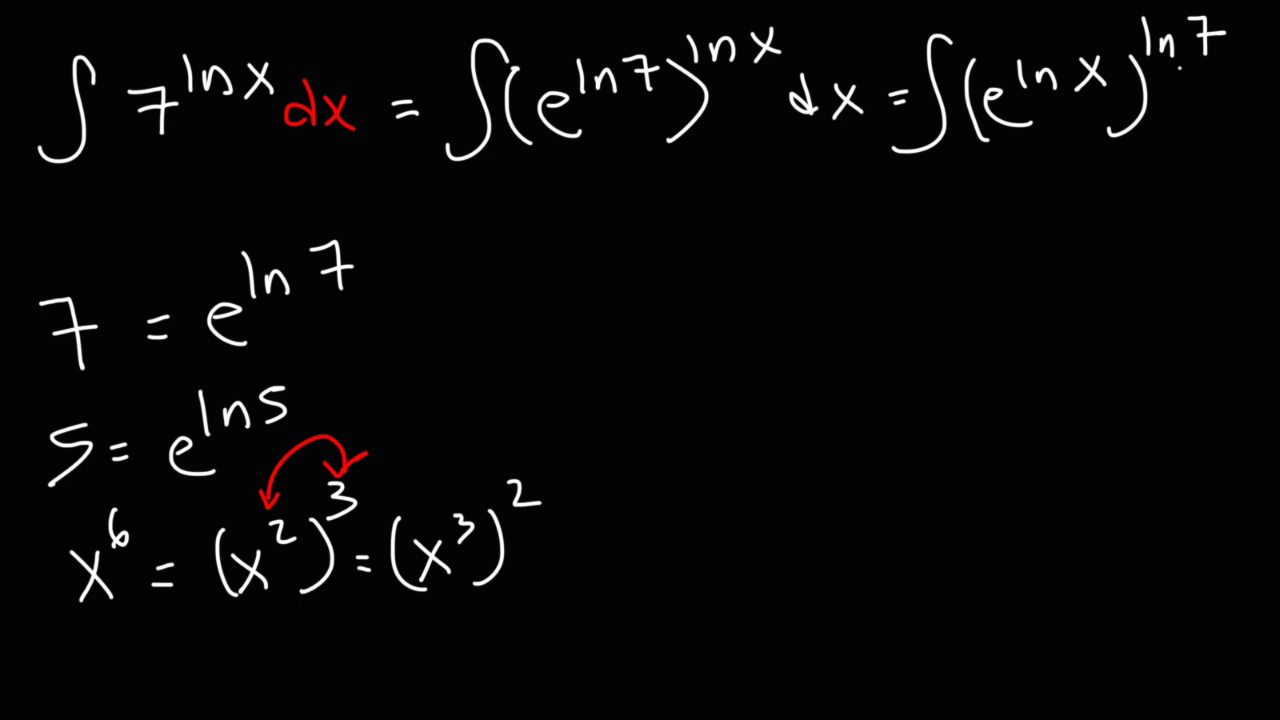 ∫ 7^{ln x} dx = ∫ (e^{ln 7})^{ln x} dx = ∫ (e^{ln x})^{ln 7}
7 = e^{ln 7}
5 = e^{ln 5}
x^6 = (x^2)^3 = (x^3)^2